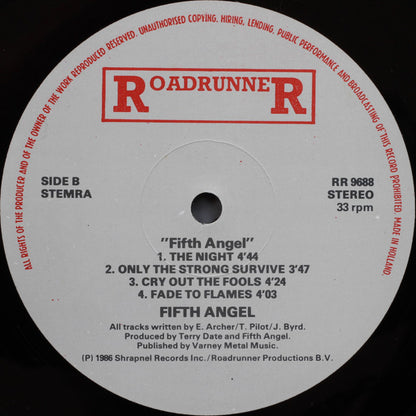 ALL RIGHTS OF THE PRODUCER AND OF THE OWNER OF THE WORK REPRODUCED RESERVED. UNAUTHORISED COPYING, HIRING, LENDING, PUBLIC PERFORMANCE AND BROADCASTING OF THIS RECORD PROHIBITED. MADE IN HOLLAND.
ROADRUNNER
SIDE B
STEMRA
RR 9688
STEREO
33 rpm
"Fifth Angel"
1. THE NIGHT 4'44
2. ONLY THE STRONG SURVIVE 3'47
3. CRY OUT THE FOOLS 4'24
4. FADE TO FLAMES 4'03
FIFTH ANGEL
All tracks written by E. Archer/T. Pilot/J. Byrd.
Produced by Terry Date and Fifth Angel.
Published by Varney Metal Music.
(P) 1986 Shrapnel Records Inc./Roadrunner Productions B.V.